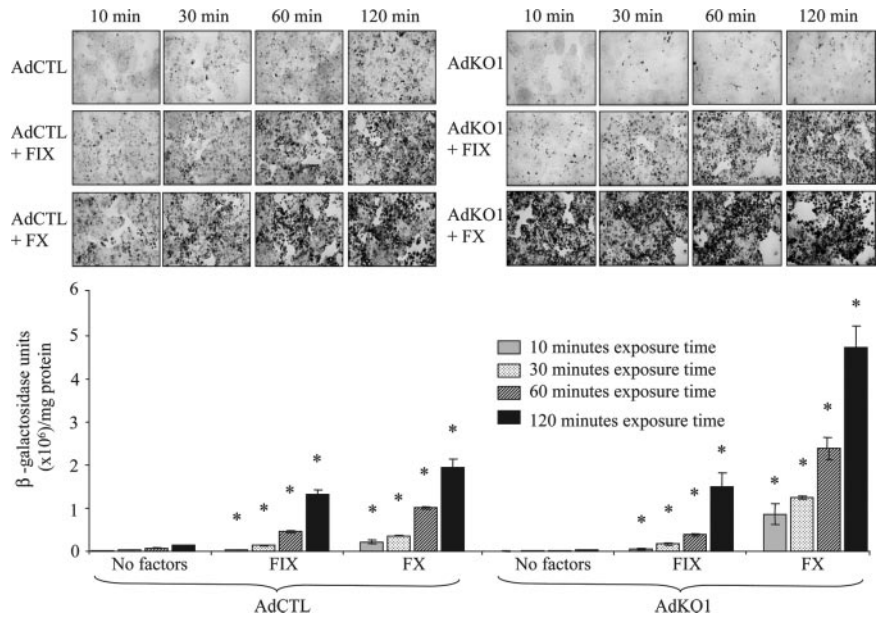 10 min 30 min 60 min 120 min
10 min 30 min 60 min 120 min
AdCTL
AdCTL
+ FIX
AdCTL
+ FX
AdKO1
AdKO1
+ FIX
AdKO1
+ FX
β-galactosidase units
(x10⁶)/mg protein
6
5
4
3
2
1
0
10 minutes exposure time
30 minutes exposure time
60 minutes exposure time
120 minutes exposure time
* * * *
* * * *
* * * *
* * * *
No factors FIX FX No factors FIX FX
AdCTL AdKO1